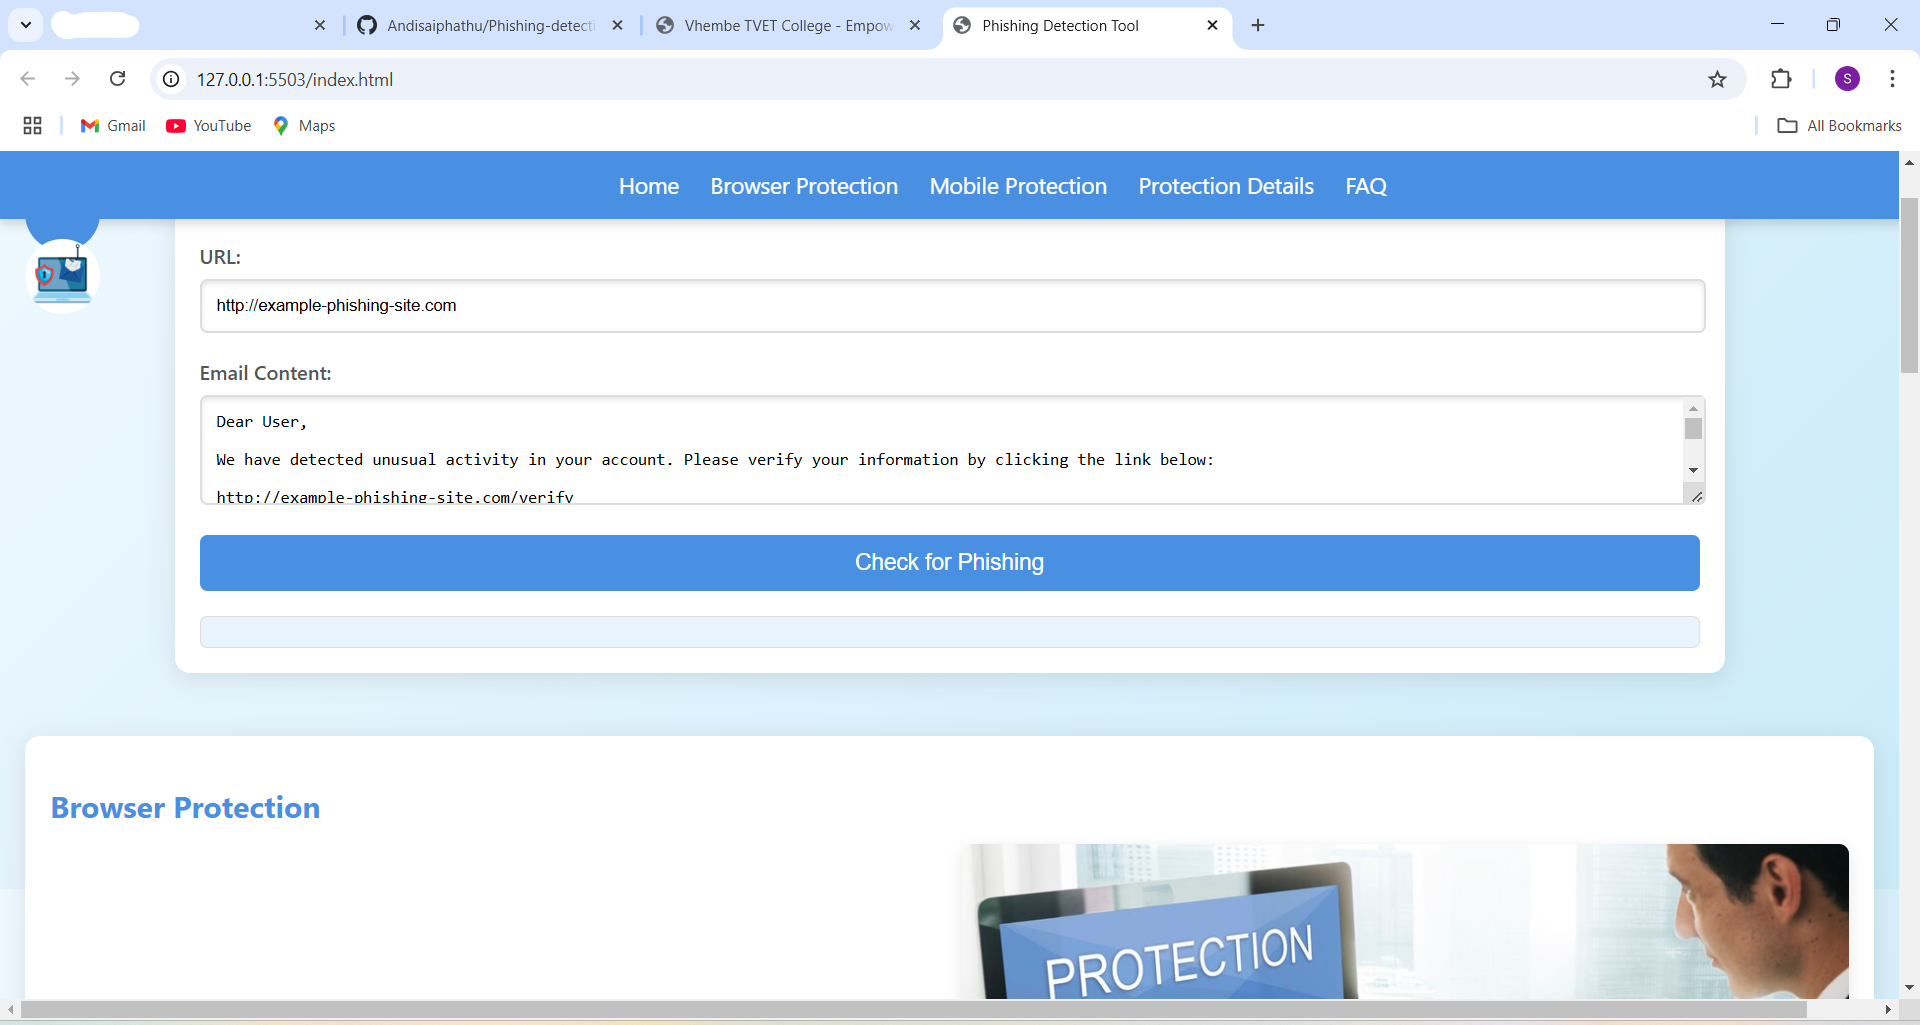 Andisaiphathu/Phishing-detecti
Vhembe TVET College - Empow
Phishing Detection Tool
127.0.0.1:5503/index.html
S
Gmail
YouTube
Maps
All Bookmarks
Home
Browser Protection
Mobile Protection
Protection Details
FAQ
URL:
http://example-phishing-site.com
Email Content:
Dear User,
We have detected unusual activity in your account. Please verify your information by clicking the link below:
http://example-phishing-site.com/verify
Check for Phishing
Browser Protection
PROTECTION